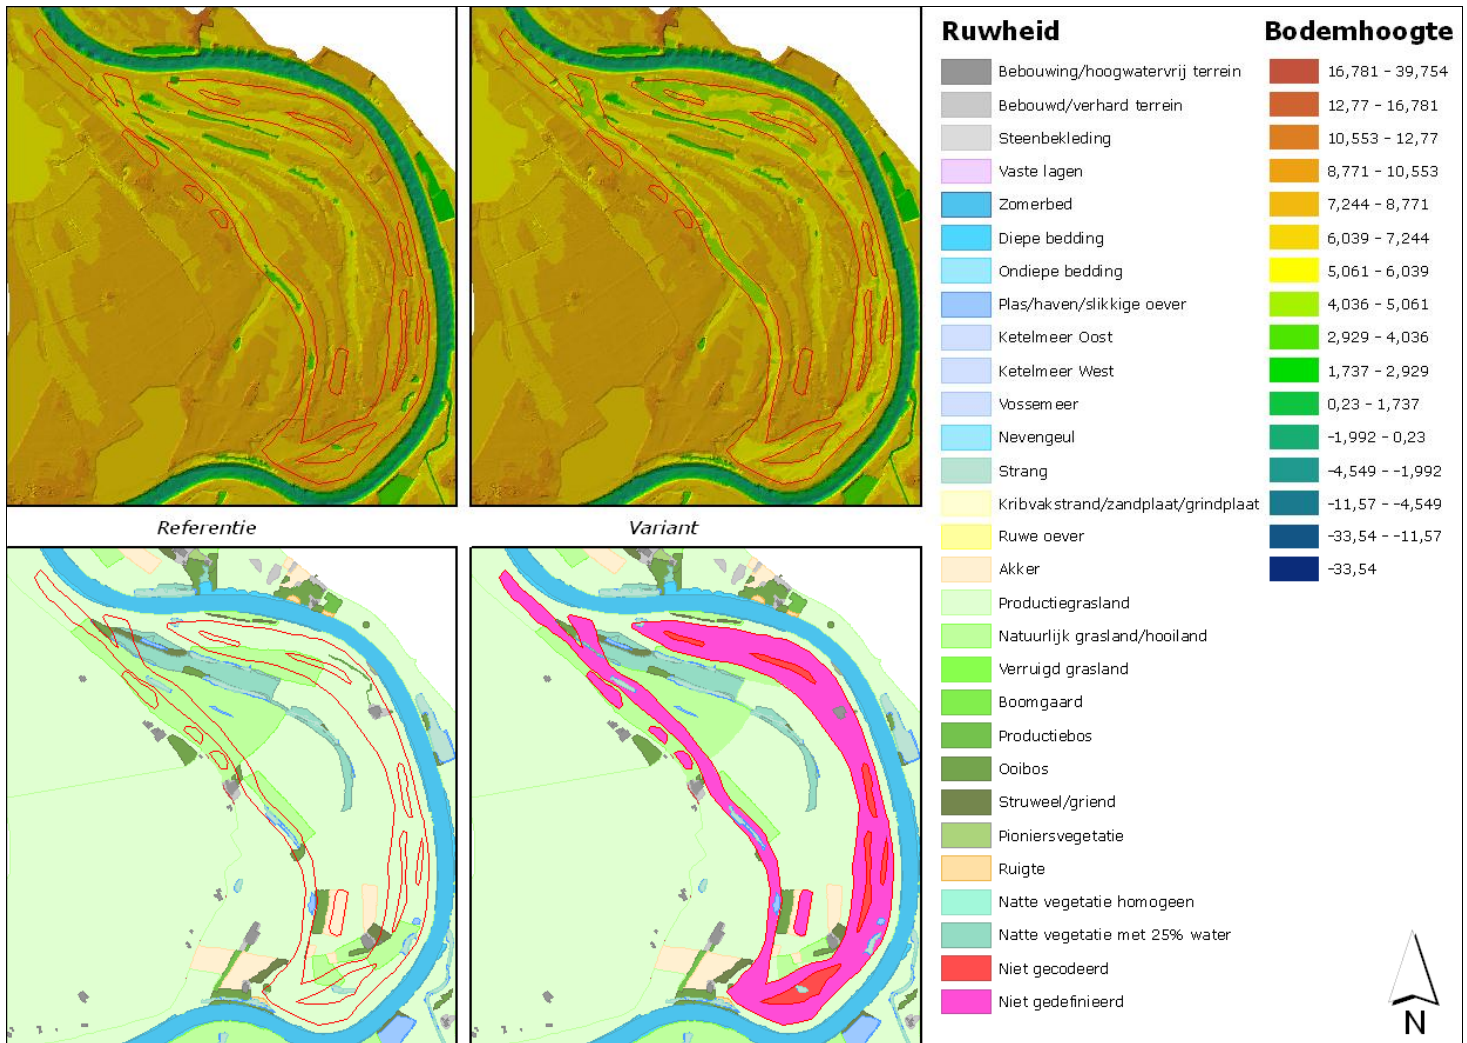 Referentie
Variant
Ruwheid
Bebouwing/hoogwatervrij terrein
Bebouwd/verhard terrein
Steenbekleding
Vaste lagen
Zomerbed
Diepe bedding
Ondiepe bedding
Plas/haven/slikkige oever
Ketelmeer Oost
Ketelmeer West
Vossemeer
Nevengeul
Strang
Kribvakstrand/zandplaat/grindplaat
Ruwe oever
Akker
Productiegrasland
Natuurlijk grasland/hooiland
Verruigd grasland
Boomgaard
Productiebos
Ooibos
Struweel/griend
Pioniersvegetatie
Ruigte
Natte vegetatie homogeen
Natte vegetatie met 25% water
Niet gecodeerd
Niet gedefinieerd
Bodemhoogte
16,781 - 39,754
12,77 - 16,781
10,553 - 12,77
8,771 - 10,553
7,244 - 8,771
6,039 - 7,244
5,061 - 6,039
4,036 - 5,061
2,929 - 4,036
1,737 - 2,929
0,23 - 1,737
-1,992 - 0,23
-4,549 - -1,992
-11,57 - -4,549
-33,54 - -11,57
-33,54
N